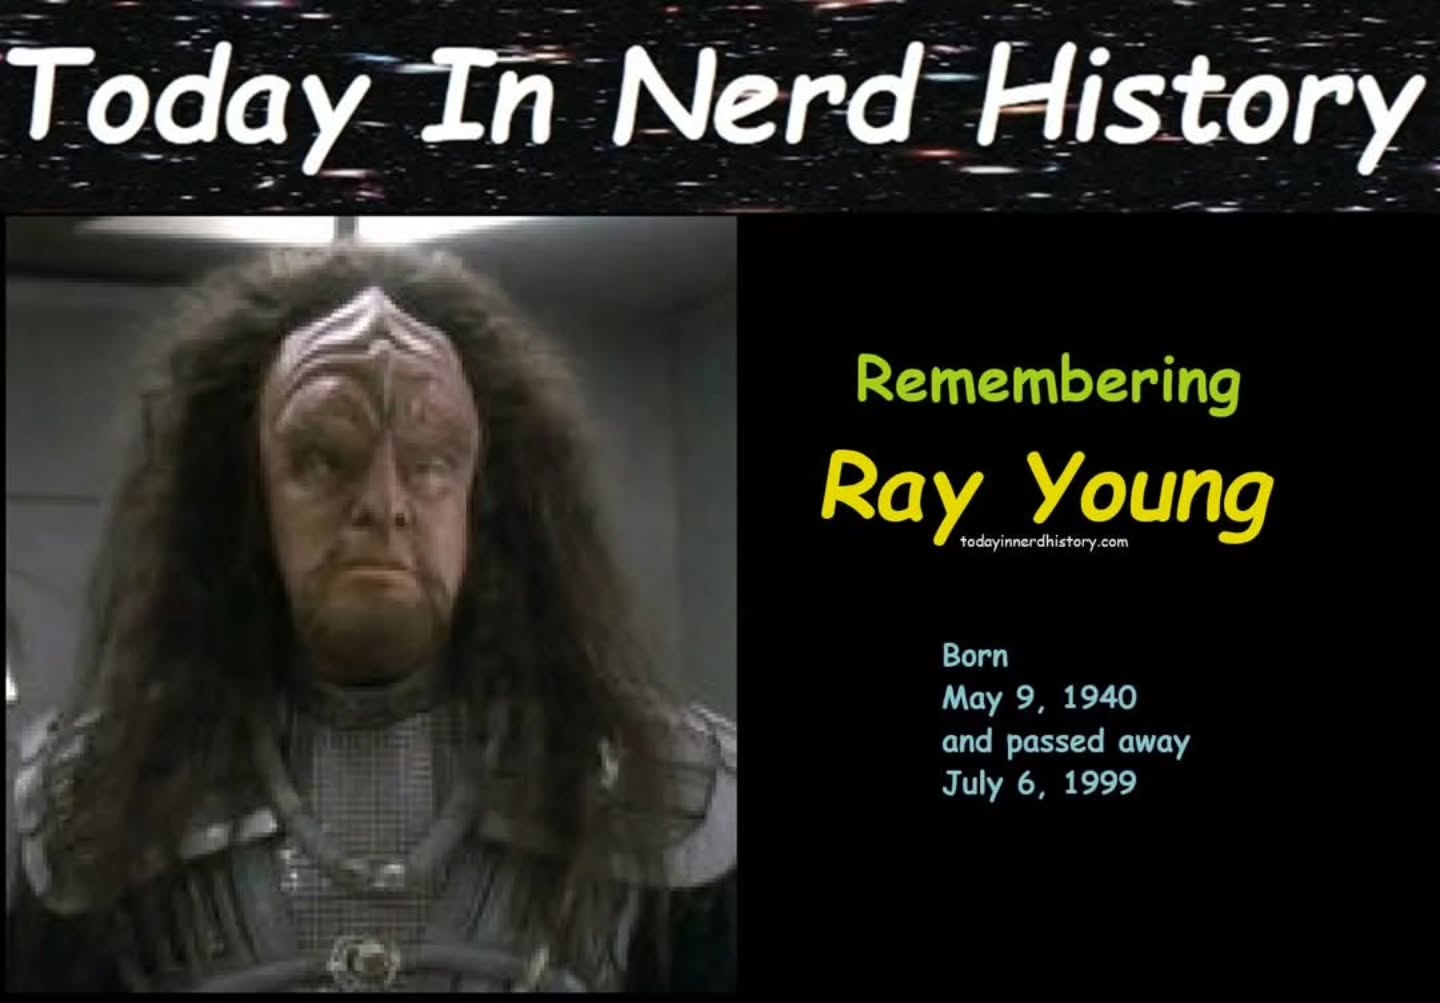 Today In Nerd History
Remembering
Ray Young
todayinnerdhistory.com
Born
May 9, 1940
and passed away
July 6, 1999